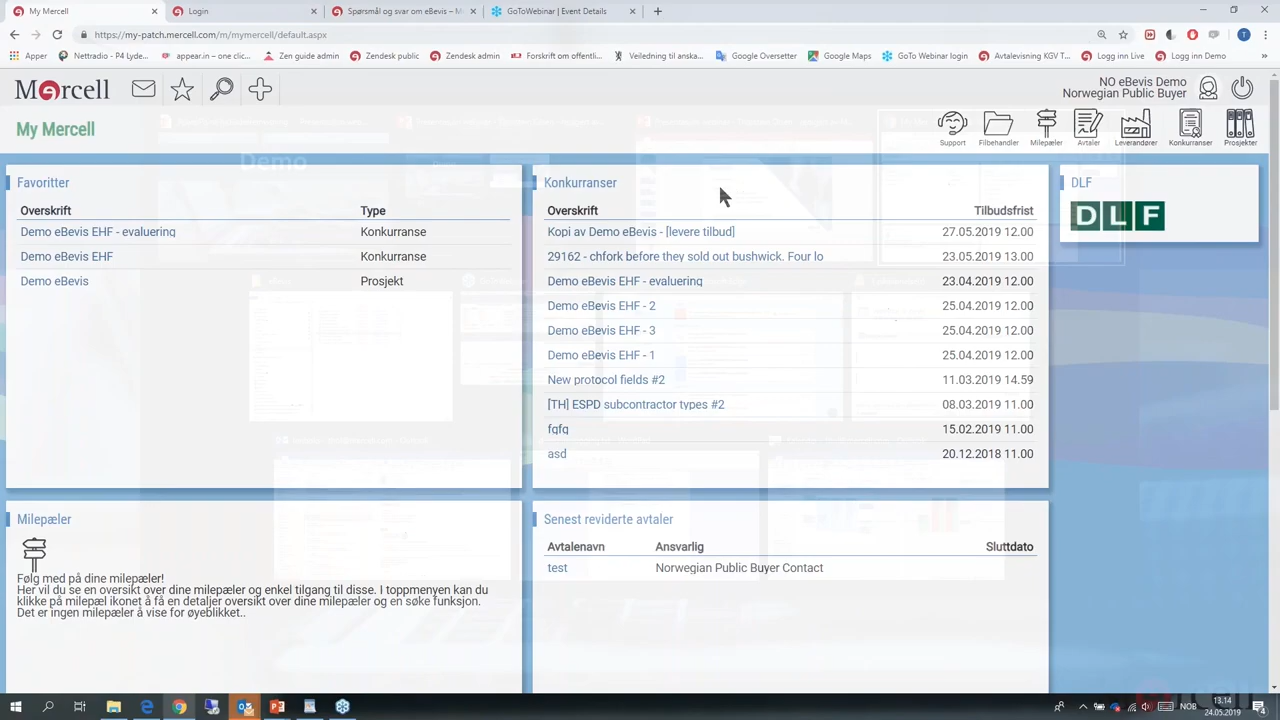 My Mercell
Login
Spørsmål og svar om eBevis – M
GoToWebinar | Event Details
https://my-patch.mercell.com/m/mymercell/default.aspx
Apper
Nettradio - P4 Lyde...
appear.in – one clic...
Zen guide admin
Zendesk public
Zendesk admin
Forskrift om offentl...
Veiledning til anska...
Google Oversetter
Google Maps
GoTo Webinar login
Avtalevisning KGV T...
Logg inn Live
Logg inn Demo
Mercell
NO eBevis Demo
Norwegian Public Buyer
My Mercell
Support
Filbehandler
Milepæler
Avtaler
Leverandører
Konkurranser
Prosjekter
Demo
Favoritter
Overskrift Type
Demo eBevis EHF - evaluering Konkurranse
Demo eBevis EHF Konkurranse
Demo eBevis Prosjekt
Konkurranser
Overskrift Tilbudsfrist
Kopi av Demo eBevis - [levere tilbud] 27.05.2019 12.00
29162 - chfork before they sold out bushwick. Four lo 23.05.2019 13.00
Demo eBevis EHF - evaluering 23.04.2019 12.00
Demo eBevis EHF - 2 25.04.2019 12.00
Demo eBevis EHF - 3 25.04.2019 12.00
Demo eBevis EHF - 1 25.04.2019 12.00
New protocol fields #2 11.03.2019 14.59
[TH] ESPD subcontractor types #2 08.03.2019 11.00
fqfq 15.02.2019 11.00
asd 20.12.2018 11.00
DLF
DLF
Milepæler
Følg med på dine milepæler!
Her vil du se en oversikt over dine milepæler og enkel tilgang til disse. I toppmenyen kan du
klikke på milepæl ikonet å få en detaljer oversikt over dine milepæler og en søke funksjon.
Det er ingen milepæler å vise for øyeblikket..
Senest reviderte avtaler
Avtalenavn Ansvarlig Sluttdato
test Norwegian Public Buyer Contact
NOB
13.14
24.05.2019